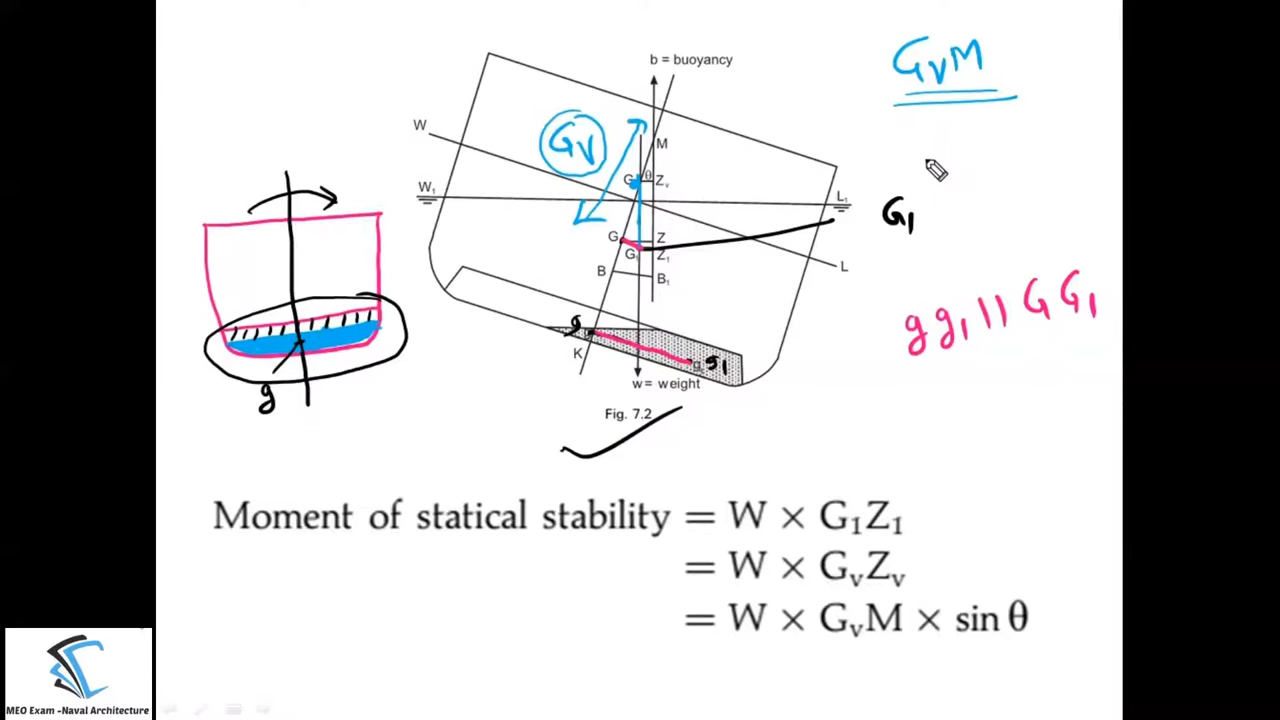 b = buoyancy
GvM
W
Gv
M
G
θ
Zv
W1
L1
G1
G
Z
G1
Z1
L
B
B1
gg1 || GG1
g
K
g
g1
w = weight
g
Fig. 7.2
Moment of statical stability = W × G₁Z₁
= W × GᵥZᵥ
= W × GᵥM × sin θ
MEO Exam -Naval Architecture